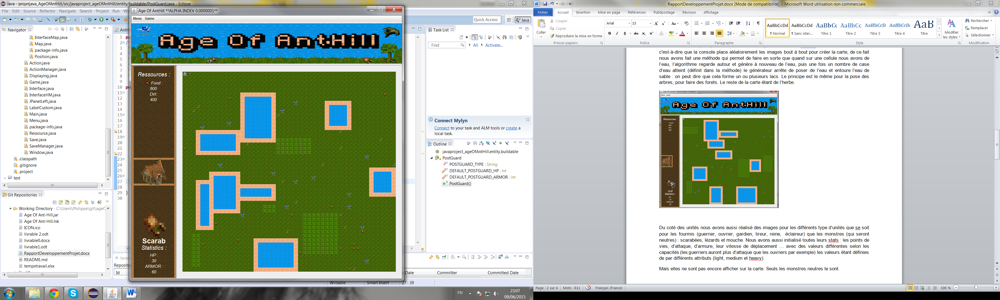 Java - projetjava_AgeOfAntHill/src/javaproject_ageOfAntHill/entity/buildable/PostGuard.java - Eclipse
File Edit Source Refactor Navigate Search Project Run
Quick Access
Java
Navigator
InterfaceMap.java
Map.java
package-info.java
Position.java
Action.java
ActionManager.java
Displaying.java
Game.java
Interface.java
InterfaceHM.java
JPanelLeft.java
LabelCustom.java
Main.java
Menu.java
package-info.java
Ressource.java
Save.java
SaveManager.java
Window.java
.classpath
.gitignore
.project
test
Git Repositories
Working Directory - C:\Users\Philippe\git\ageC
Age Of Ant-Hill.jar
Age Of Ant-Hill.lnk
ICON.ico
livrable 2.odt
livrable0.docx
livrable1.odt
RapportDeveloppementProjet.docx
README.md
tempstravail.xlsx
1
2
3
4
5
6
7
8
9
10
11
12
13
14
15
16
17
18
19
20
21
22
23
24
25
26
27
28
29 }
30
Id
Age Of AntHill **ALPHA INDEV 0.0000001**
Menu Game
Age Of Ant:Hill
Ressources :
Food :
800
Dirt :
400
Scarab
Statistics :
HP :
30
ARMOR :
60
Task List
Find
All
Activate...
Connect Mylyn
Connect to your task and ALM tools or create a
local task.
Outline
javaproject_ageOfAntHill.entity.buildable
PostGuard
POSTGUARD_TYPE : String
DEFAULT_POSTGUARD_HP : int
DEFAULT_POSTGUARD_ARMOR : int
PostGuard()
Date
Committer
Committed Date
Writable
Smart Insert
27 : 39
FR
23:07
09/06/2015
RapportDeveloppementProjet.docx [Mode de compatibilité] - Microsoft Word utilisation non commerciale
Fichier Accueil Insertion Mise en page Références Publipostage Révision Affichage
Coller
Couper
Copier
Reproduire la mise en forme
Presse-papiers
Arial
13
G I S abc x₂ x²
Police
Paragraphe
AaBbCcDd AaBbCcDd AaBbCc AaBbCc AaBbCcD AaBbCcDc AaB
¶ Normal ¶ Sans inter... Titre 1 Titre 2 Titre 3 Titre 4 Titre
Style
Modifier
les styles
Rechercher
Remplacer
Sélectionner
Modification
c'est-à-dire que la console place aléatoirement les images bout à bout pour créer la carte, de ce fait
nous avons fait une méthode qui permet de faire en sorte que quand sur une cellule nous avons de
l'eau, l'algorithme regarde autour et génère à nouveau de l'eau, puis une fois un nombre de case
d'eau atteint (définit dans la méthode) le générateur arrête de poser de l'eau et entoure l'eau de
sable : on peut dire que cela forme un ou plusieurs lacs. Le principe est le même pour la pose des
arbres, pour faire des forets. Le reste de la carte étant de l'herbe.
Age Of AntHill **ALPHA INDEV 0.0000001**
Menu Game
Age Of Ant:Hill
Ressources :
Food :
800
Dirt :
400
null
Statistics :
HP :
30
ARMOR :
Du coté des unités nous avons aussi réalisé des images pour les différents type d'unités que se soit
pour les fourmis (guerrier, ouvrier, gardien, tireur, reine, éclaireur) que les monstres (qui seront
neutres) : scarabées, lézards et mouche. Nous avons aussi initialisé toutes leurs stats : les points de
vies, d'attaque, d'armure, leur vitesse de déplacement … avec des valeurs différentes selon les
capacités (les guerriers auront plus d'attaque que les ouvriers par exemple) les valeurs étant définies
de par différents attributs (light, medium et heavy).
Mais elles ne sont pas encore afficher sur la carte. Seuls les monstres neutres le sont.
Page : 2 sur 4
Mots : 811
Français (France)
100 %